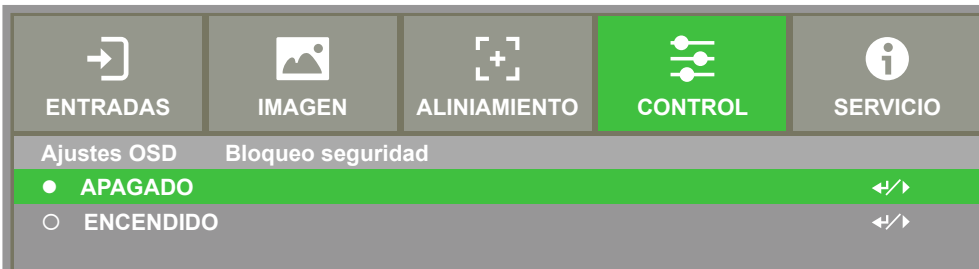 ENTRADAS IMAGEN ALINIAMIENTO CONTROL SERVICIO
Ajustes OSD Bloqueo seguridad
APAGADO
ENCENDIDO